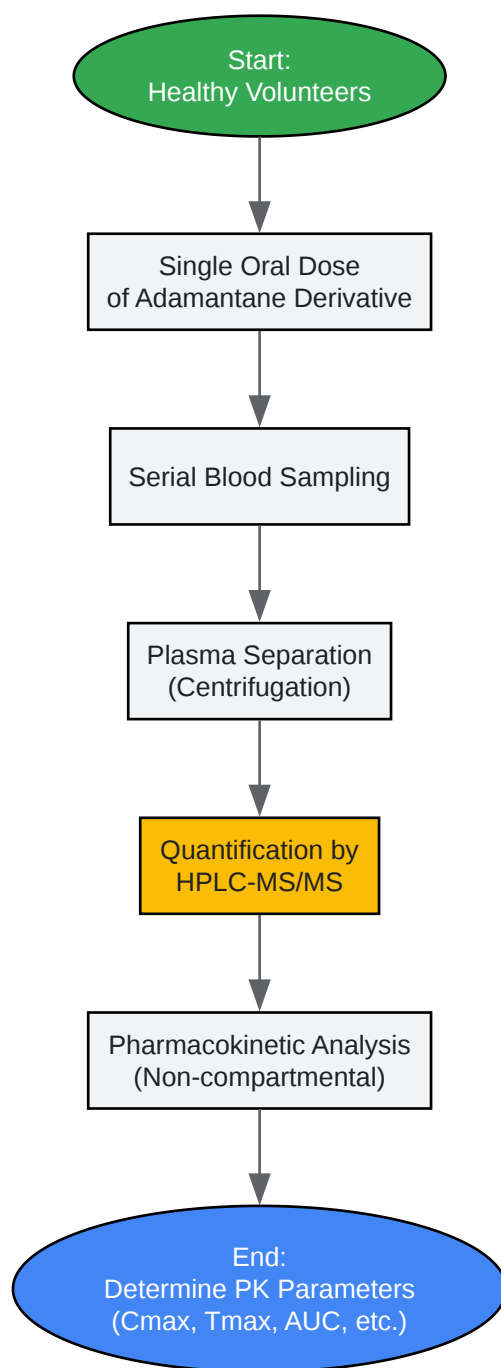 Start:
Healthy Volunteers
Single Oral Dose
of Adamantane Derivative
Serial Blood Sampling
Plasma Separation
(Centrifugation)
Quantification by
HPLC-MS/MS
Pharmacokinetic Analysis
(Non-compartmental)
End:
Determine PK Parameters
(Cmax, Tmax, AUC, etc.)